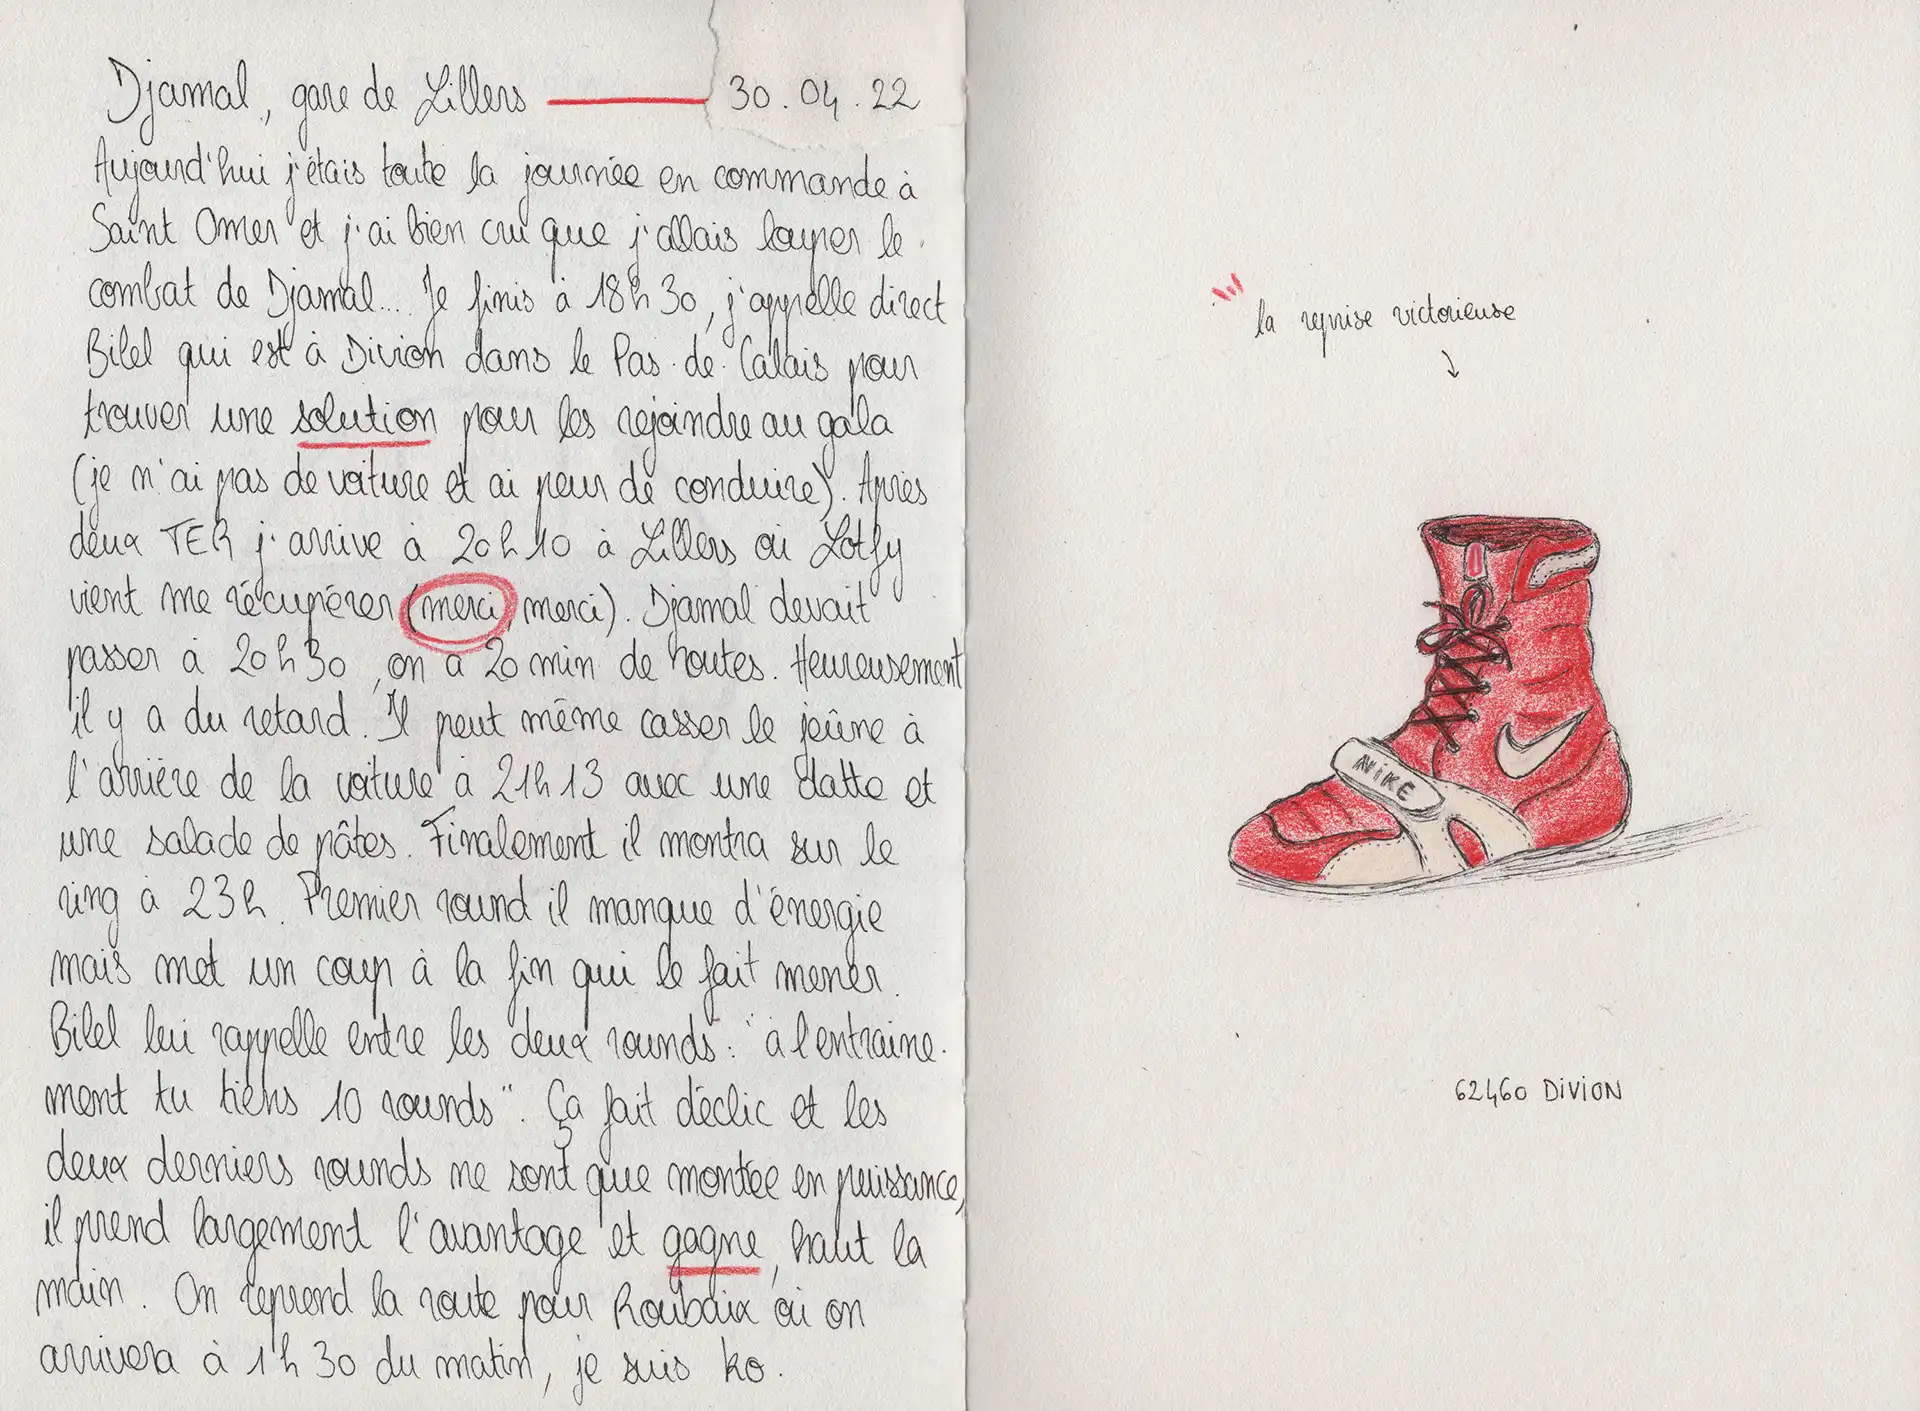 Djamal, gare de Lillers 30.04.22
Aujourd'hui j'étais toute la journée en commande à
Saint Omer et j'ai bien cru que j'allais louper le
combat de Djamal... Je finis à 18h30, j'appelle direct
Bilel qui est à Divion dans le Pas-de-Calais pour
trouver une solution pour les rejoindre au gala
(je n'ai pas de voiture et ai peur de conduire). Après
deux TER j'arrive à 20h10 à Lillers où Lotfy
vient me récupérer (merci merci). Djamal devait
passer à 20h30, on a 20 min de routes. Heureusement
il y a du retard. Il peut même casser le jeûne à
l'arrière de la voiture à 21h13 avec une datte et
une salade de pâtes. Finalement il montra sur le
ring à 23h. Premier round il manque d'énergie
mais met un coup à la fin qui le fait mener.
Bilel lui rappelle entre les deux rounds : "à l'entraine-
ment tu tiens 10 rounds". Ça fait déclic et les
deux derniers rounds ne sont que montée en puissance,
il prend largement l'avantage et gagne, haut la
main. On reprend la route pour Roubaix où on
arrivera à 1h30 du matin, je suis ko.
la reprise victorieuse
NIKE
62460 DIVION